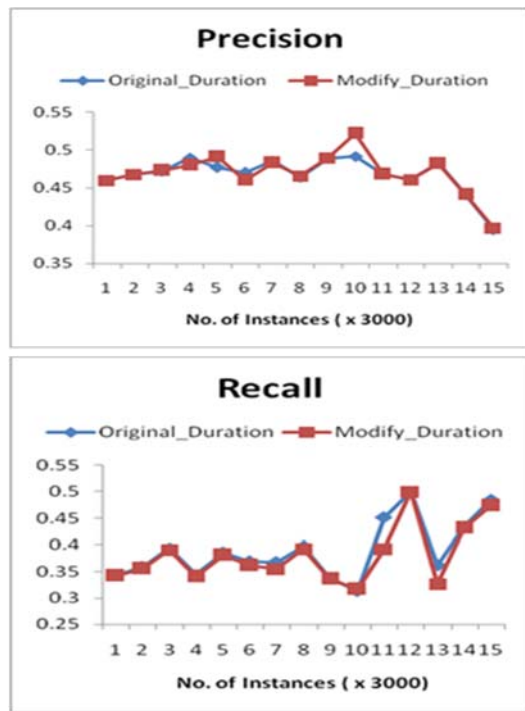 Precision
Original_Duration Modify_Duration
0.55
0.5
0.45
0.4
0.35
1 2 3 4 5 6 7 8 9 10 11 12 13 14 15
No. of Instances ( x 3000)
Recall
Original_Duration Modify_Duration
0.55
0.5
0.45
0.4
0.35
0.3
0.25
1 2 3 4 5 6 7 8 9 10 11 12 13 14 15
No. of Instances ( x 3000)